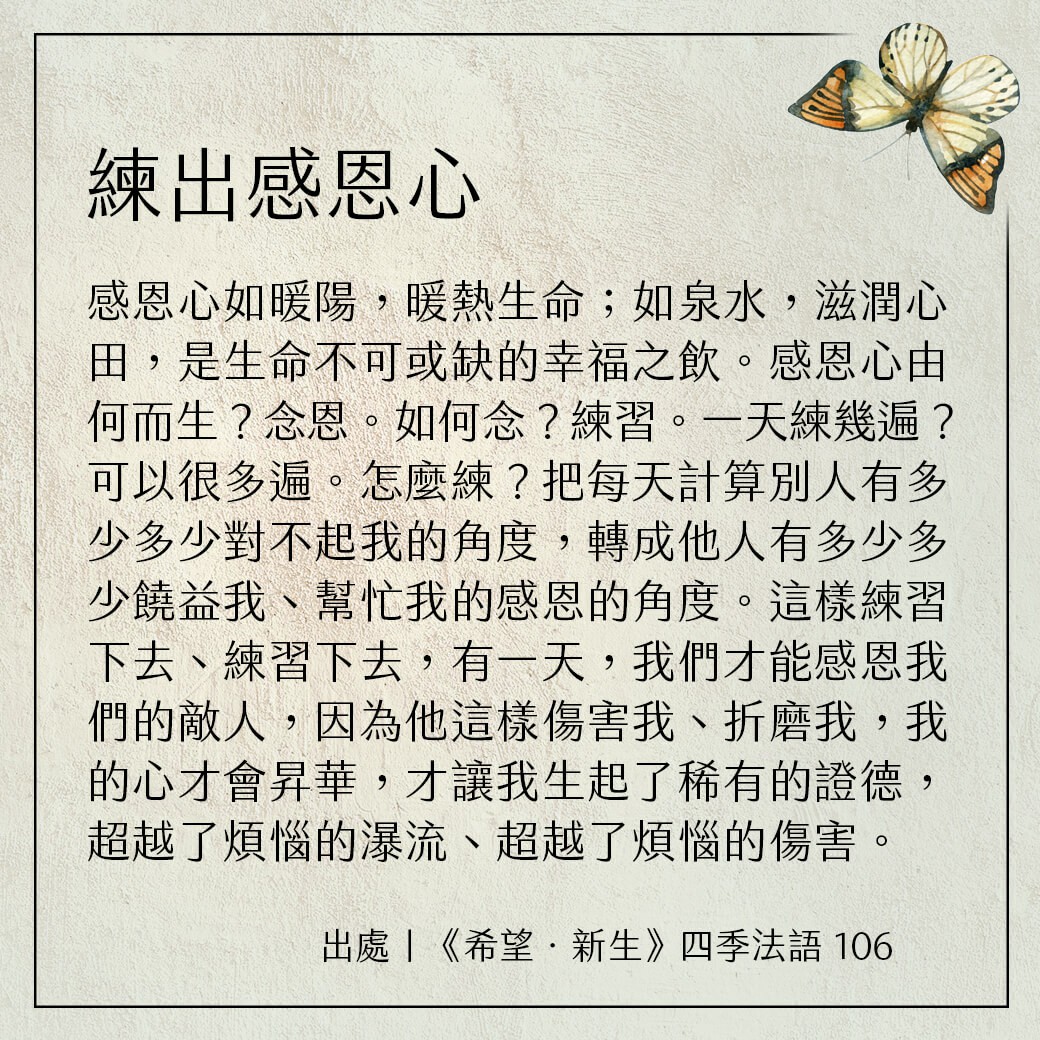 練出感恩心
感恩心如暖陽，暖熱生命；如泉水，滋潤心
田，是生命不可或缺的幸福之飲。感恩心由
何而生？念恩。如何念？練習。一天練幾遍？
可以很多遍。怎麼練？把每天計算別人有多
少多少對不起我的角度，轉成他人有多少多
少饒益我、幫忙我的感恩的角度。這樣練習
下去、練習下去，有一天，我們才能感恩我
們的敵人，因為他這樣傷害我、折磨我，我
的心才會昇華，才讓我生起了稀有的證德，
超越了煩惱的瀑流、超越了煩惱的傷害。
出處｜《希望．新生》四季法語 106